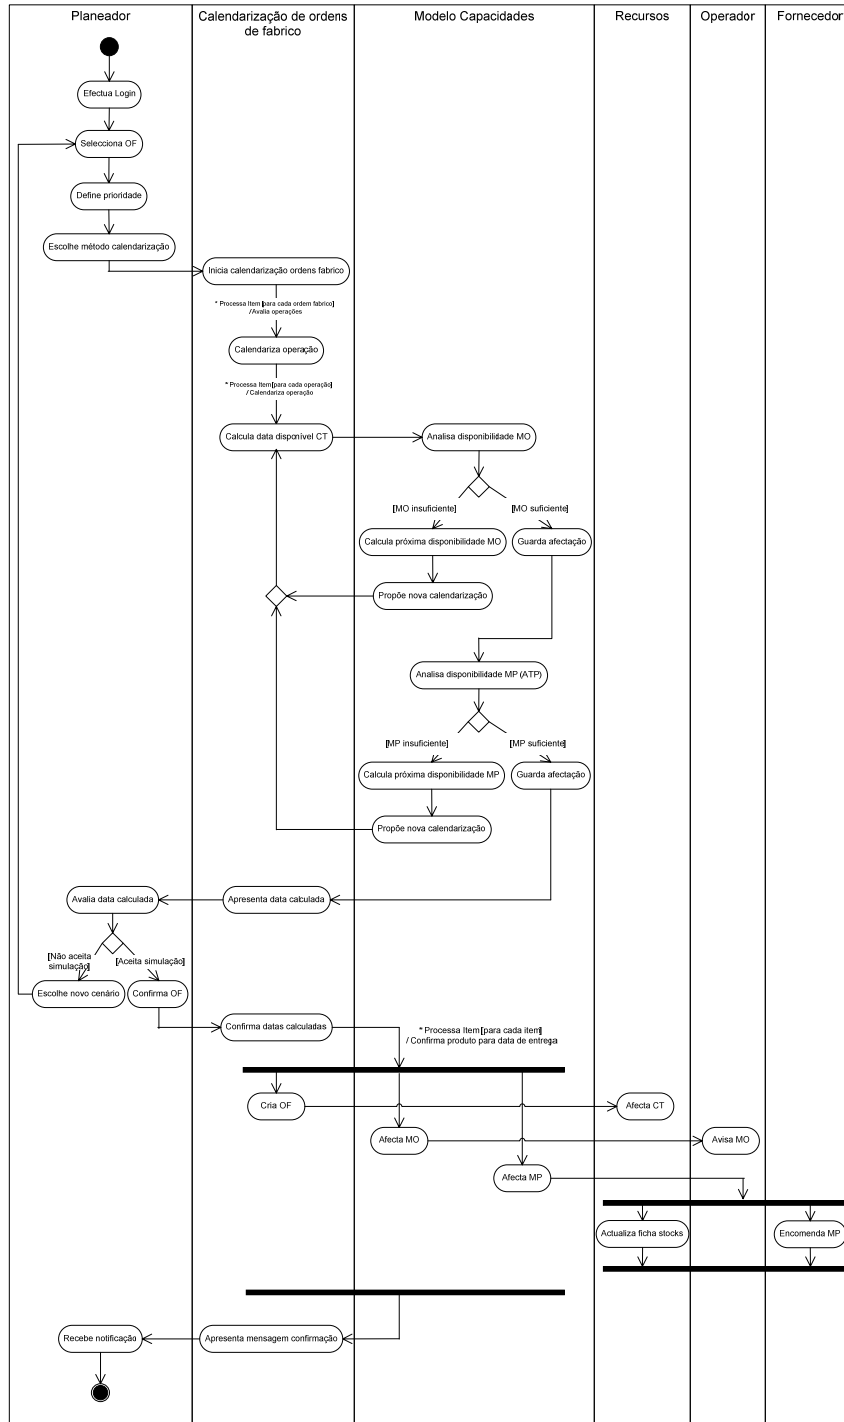 Planeador
Calendarização de ordens
de fabrico
Modelo Capacidades
Recursos
Operador
Fornecedor
Efectua Login
Selecciona OF
Define prioridade
Escolhe método calendarização
Inicia calendarização ordens fabrico
* Processa Item [para cada ordem fabrico]
/Avalia operações
Calendariza operação
* Processa Item [para cada operação]
/ Calendariza operação
Calcula data disponível CT
Analisa disponibilidade MO
[MO insuficiente]
[MO suficiente]
Calcula próxima disponibilidade MO
Guarda afectação
Propõe nova calendarização
Analisa disponibilidade MP (ATP)
[MP insuficiente]
[MP suficiente]
Calcula próxima disponibilidade MP
Guarda afectação
Propõe nova calendarização
Avalia data calculada
Apresenta data calculada
[Não aceita
simulação]
[Aceita simulação]
Escolhe novo cenário
Confirma OF
Confirma datas calculadas
* Processa Item [para cada item]
/ Confirma produto para data de entrega
Cria OF
Afecta CT
Afecta MO
Avisa MO
Afecta MP
Actualiza ficha stocks
Encomenda MP
Recebe notificação
Apresenta mensagem confirmação